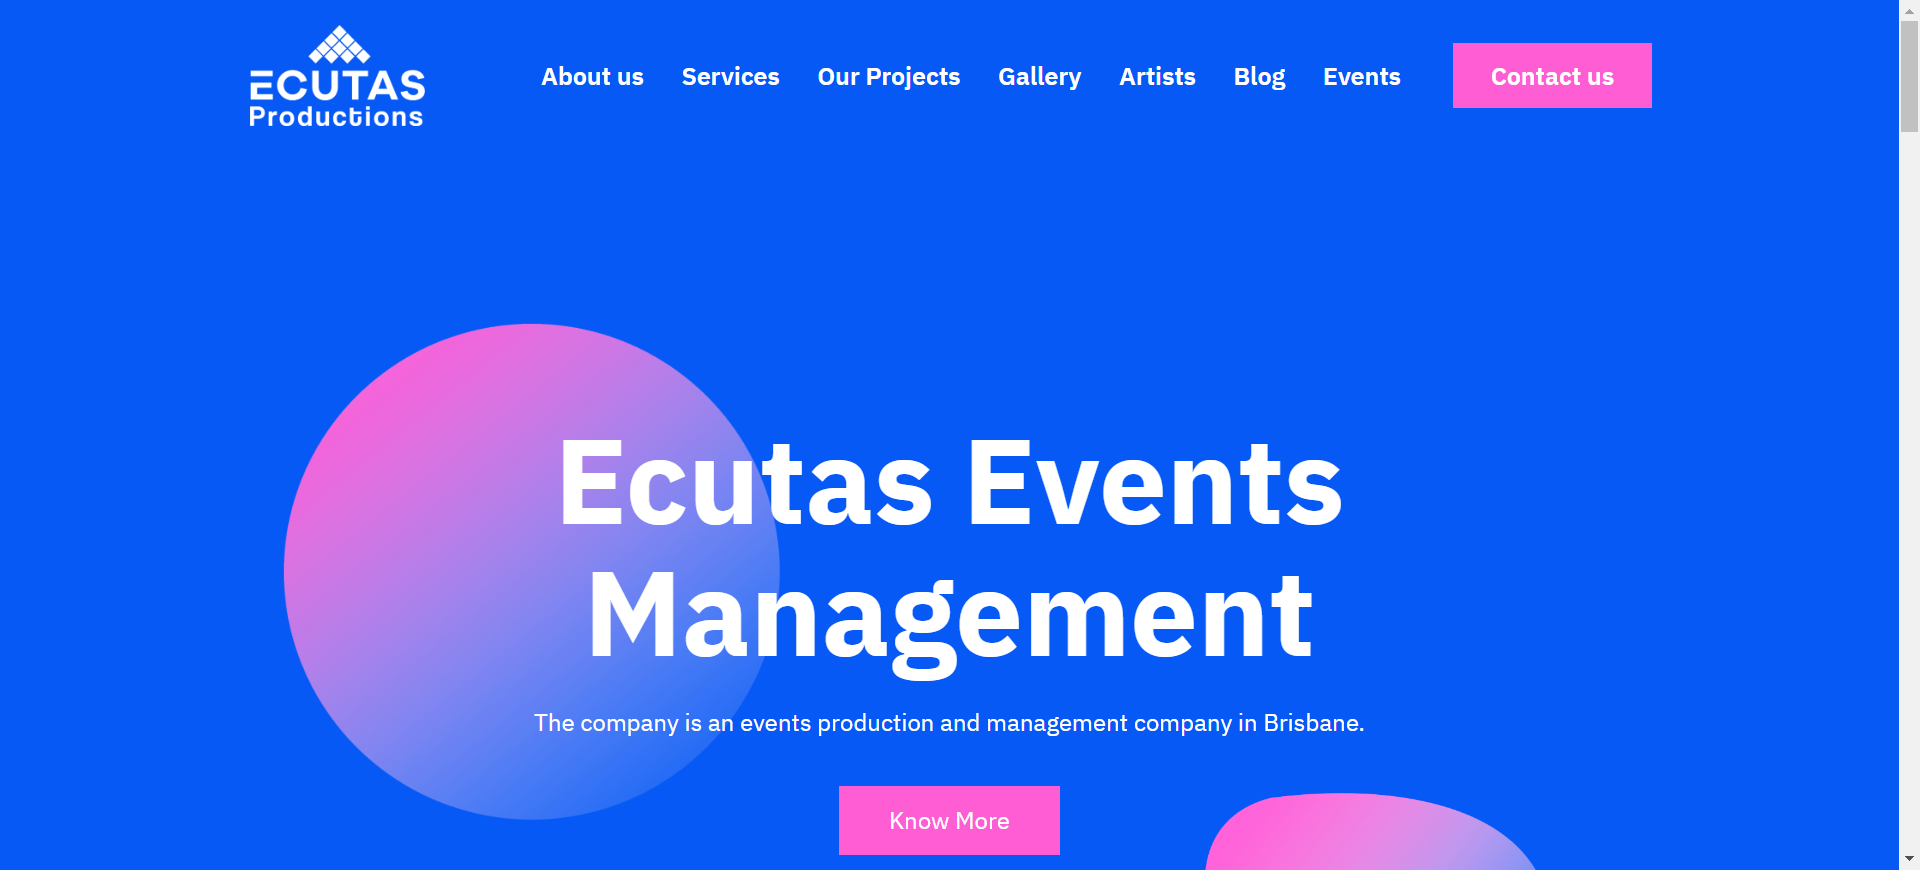 ECUTAS
Productions
About us Services Our Projects Gallery Artists Blog Events Contact us
Ecutas Events
Management
The company is an events production and management company in Brisbane.
Know More